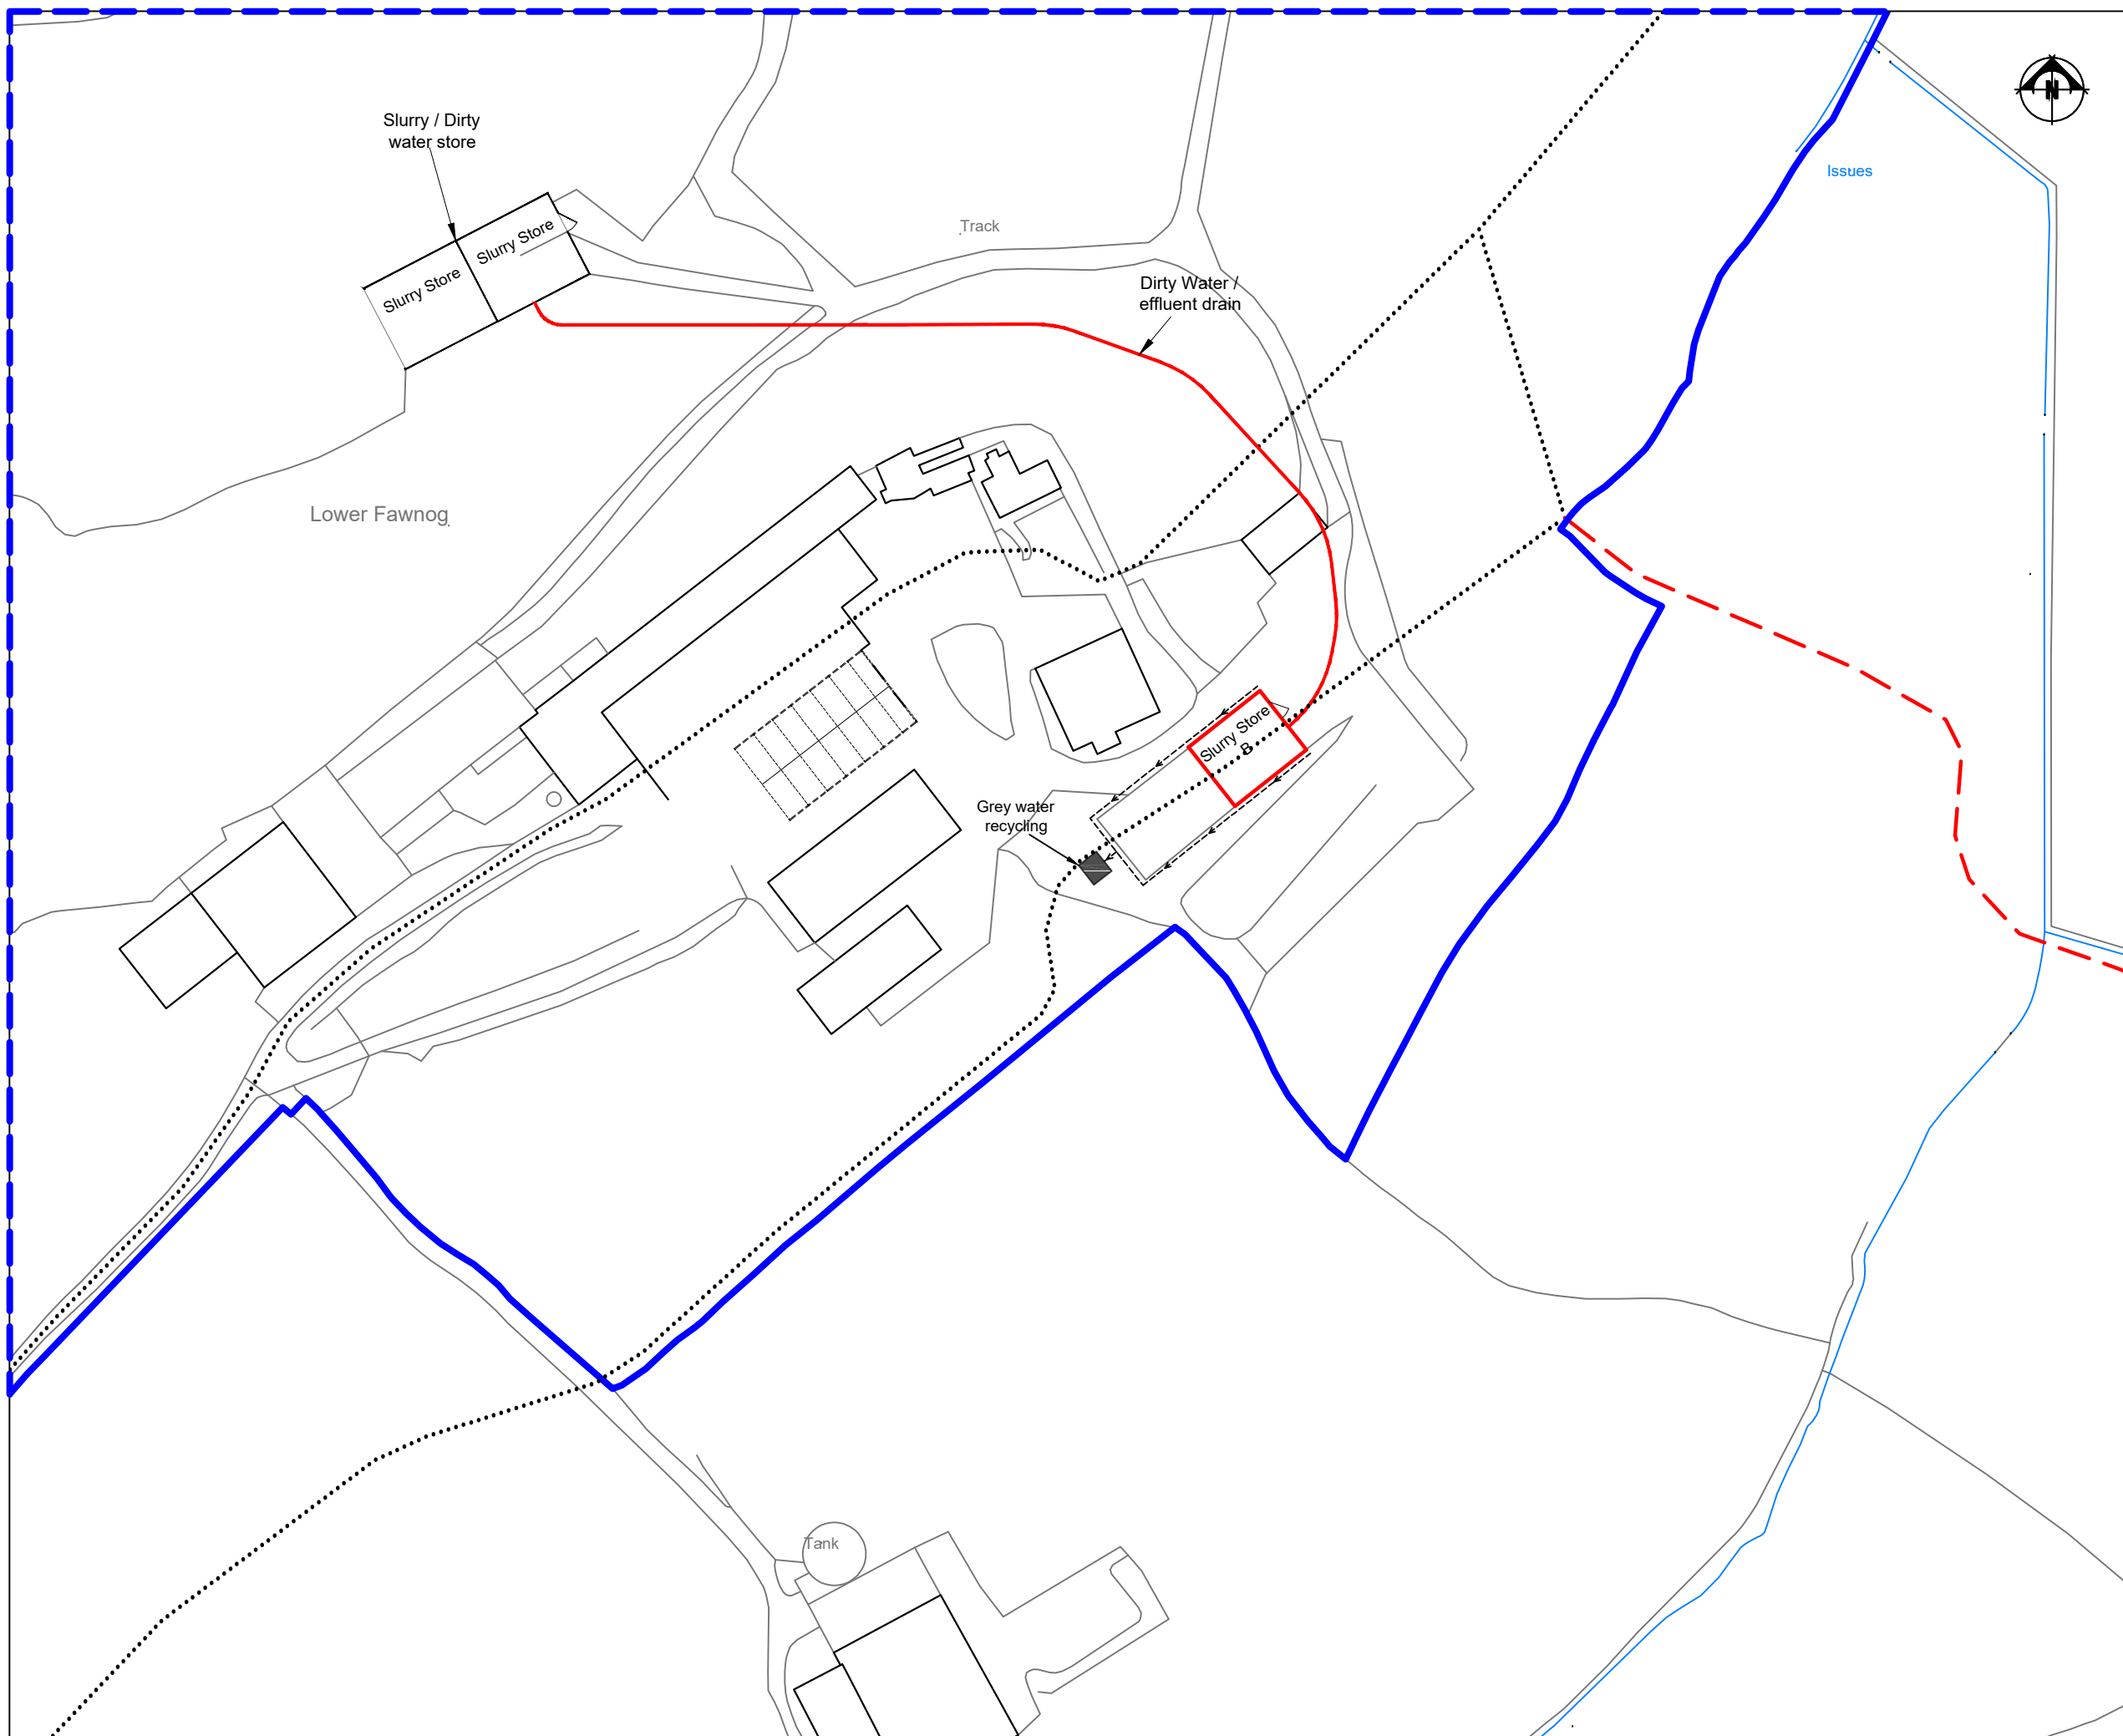 Slurry / Dirty
water store
N
Issues
Slurry Store
Slurry Store
Track
Dirty Water /
effluent drain
Lower Fawnog
Slurry Store
B
Grey water
recycling
Tank